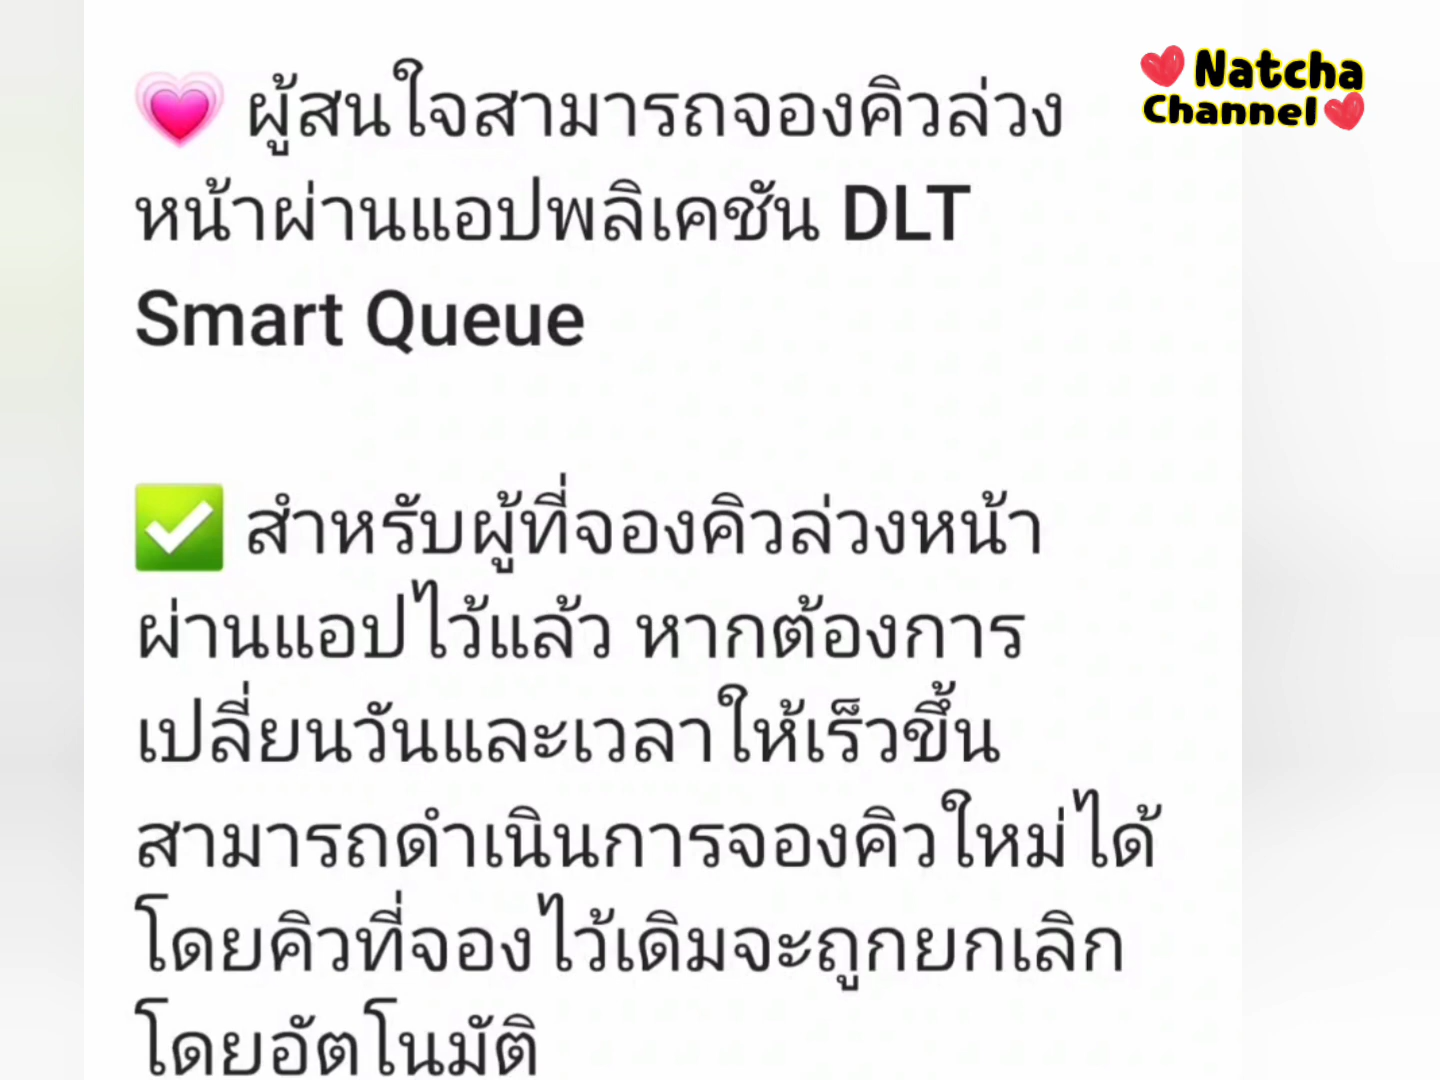 💗 ผู้สนใจสามารถจองคิวล่วง
หน้าผ่านแอปพลิเคชัน DLT
Smart Queue
✅ สำหรับผู้ที่จองคิวล่วงหน้า
ผ่านแอปไว้แล้ว หากต้องการ
เปลี่ยนวันและเวลาให้เร็วขึ้น
สามารถดำเนินการจองคิวใหม่ได้
โดยคิวที่จองไว้เดิมจะถูกยกเลิก
โดยอัตโนมัติ
Natcha
Channel